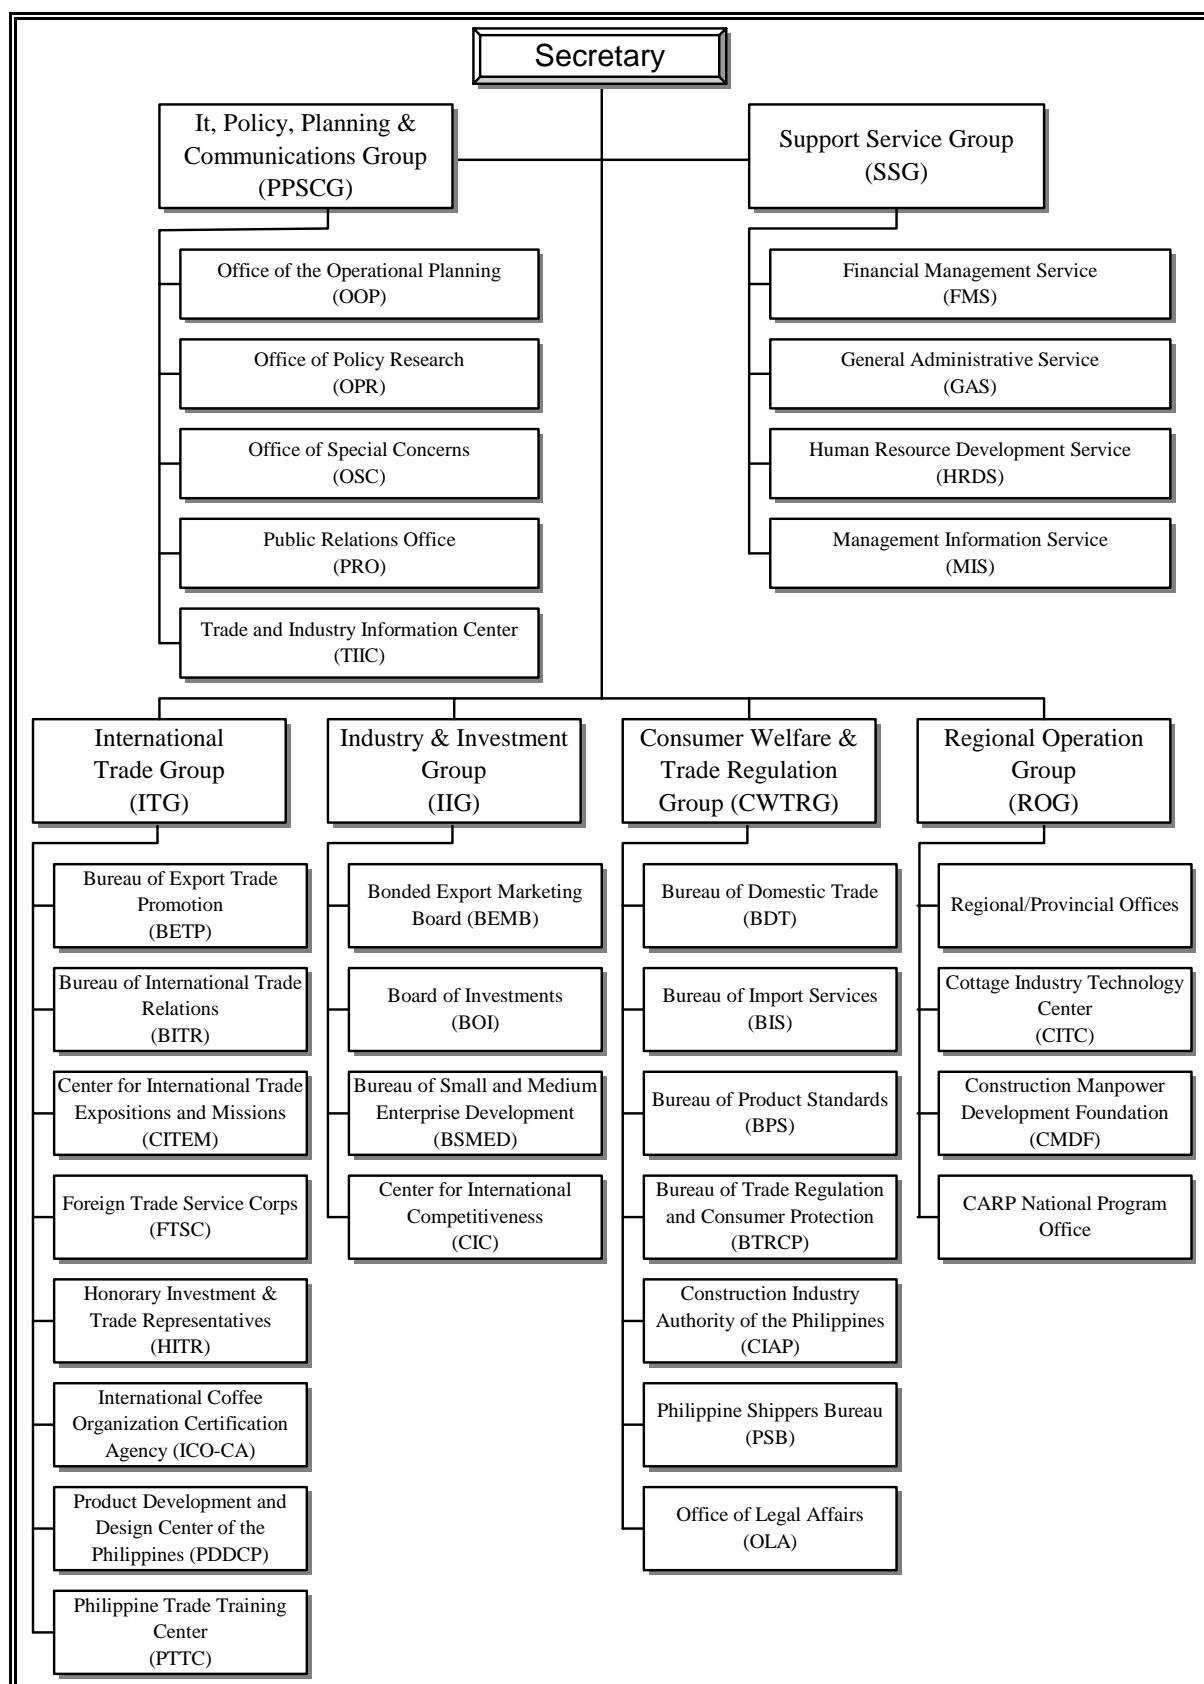 Secretary
It, Policy, Planning &
Communications Group
(PPSCG)
Support Service Group
(SSG)
Office of the Operational Planning
(OOP)
Office of Policy Research
(OPR)
Office of Special Concerns
(OSC)
Public Relations Office
(PRO)
Trade and Industry Information Center
(TIIC)
Financial Management Service
(FMS)
General Administrative Service
(GAS)
Human Resource Development Service
(HRDS)
Management Information Service
(MIS)
International
Trade Group
(ITG)
Industry & Investment
Group
(IIG)
Consumer Welfare &
Trade Regulation
Group (CWTRG)
Regional Operation
Group
(ROG)
Bureau of Export Trade
Promotion
(BETP)
Bureau of International Trade
Relations
(BITR)
Center for International Trade
Expositions and Missions
(CITEM)
Foreign Trade Service Corps
(FTSC)
Honorary Investment &
Trade Representatives
(HITR)
International Coffee
Organization Certification
Agency (ICO-CA)
Product Development and
Design Center of the
Philippines (PDDCP)
Philippine Trade Training
Center
(PTTC)
Bonded Export Marketing
Board (BEMB)
Board of Investments
(BOI)
Bureau of Small and Medium
Enterprise Development
(BSMED)
Center for International
Competitiveness
(CIC)
Bureau of Domestic Trade
(BDT)
Bureau of Import Services
(BIS)
Bureau of Product Standards
(BPS)
Bureau of Trade Regulation
and Consumer Protection
(BTRCP)
Construction Industry
Authority of the Philippines
(CIAP)
Philippine Shippers Bureau
(PSB)
Office of Legal Affairs
(OLA)
Regional/Provincial Offices
Cottage Industry Technology
Center
(CITC)
Construction Manpower
Development Foundation
(CMDF)
CARP National Program
Office